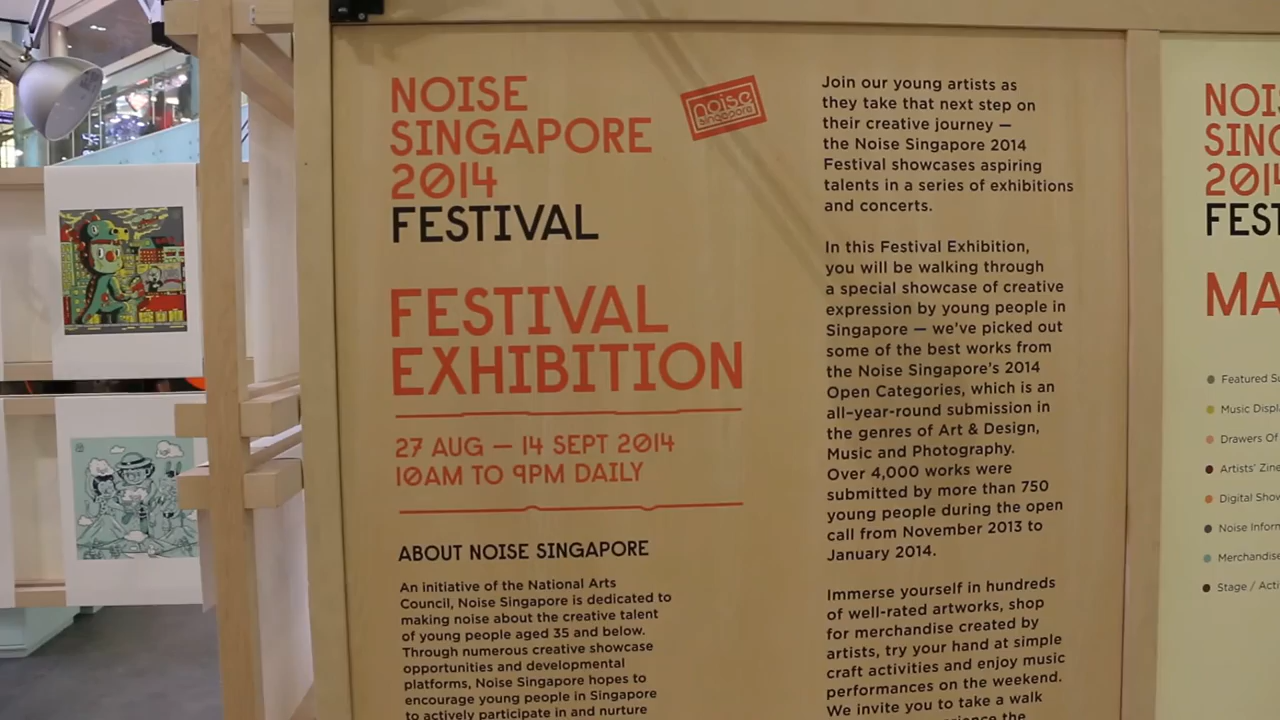 NOISE
SINGAPORE
2014
FESTIVAL
noise
singapore
FESTIVAL
EXHIBITION
27 AUG — 14 SEPT 2014
10AM TO 9PM DAILY
ABOUT NOISE SINGAPORE
An initiative of the National Arts
Council, Noise Singapore is dedicated to
making noise about the creative talent
of young people aged 35 and below.
Through numerous creative showcase
opportunities and developmental
platforms, Noise Singapore hopes to
encourage young people in Singapore
to actively participate in and nurture
Join our young artists as
they take that next step on
their creative journey —
the Noise Singapore 2014
Festival showcases aspiring
talents in a series of exhibitions
and concerts.
In this Festival Exhibition,
you will be walking through
a special showcase of creative
expression by young people in
Singapore — we've picked out
some of the best works from
the Noise Singapore's 2014
Open Categories, which is an
all-year-round submission in
the genres of Art & Design,
Music and Photography.
Over 4,000 works were
submitted by more than 750
young people during the open
call from November 2013 to
January 2014.
Immerse yourself in hundreds
of well-rated artworks, shop
for merchandise created by
artists, try your hand at simple
craft activities and enjoy music
performances on the weekend.
We invite you to take a walk
the
NOI
SING
2014
FEST
MA
Featured
Music
Drawers Of
Artists' Zine
Digital
Noise
Merchandise
Stage /